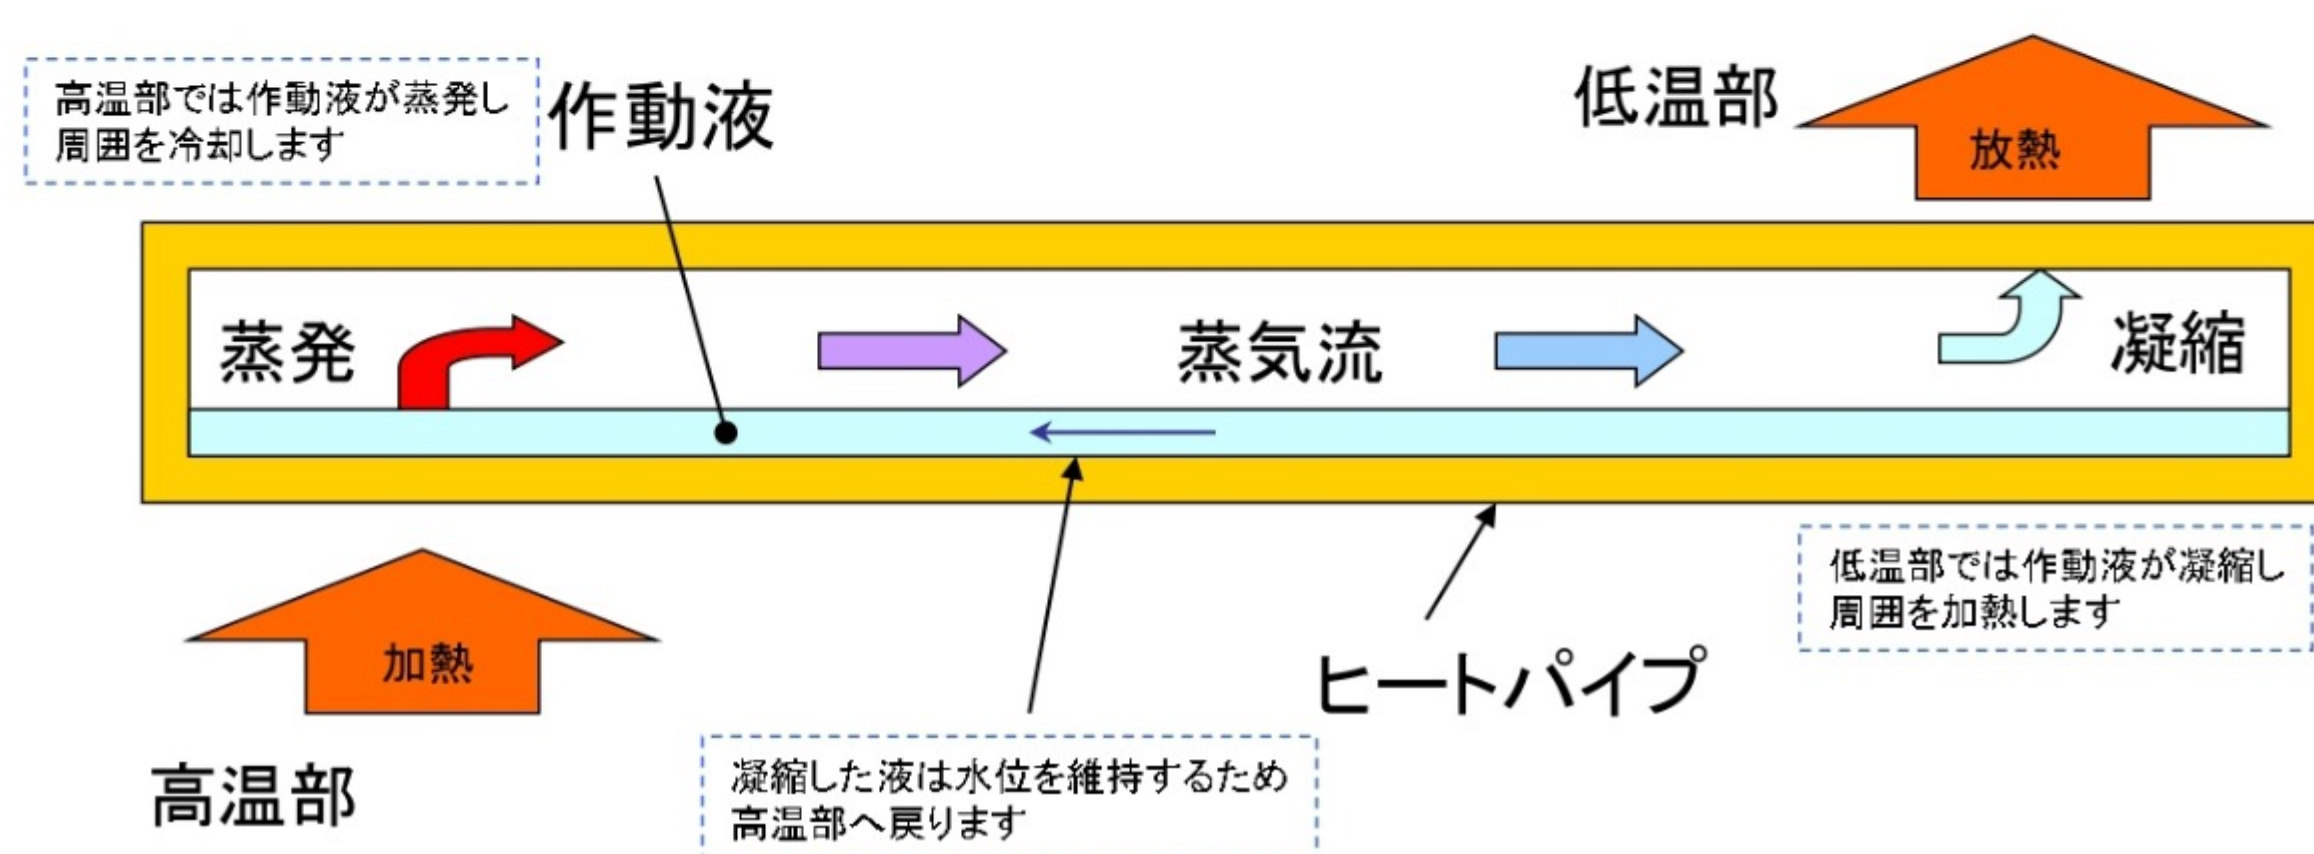 高温部では作動液が蒸発し
周囲を冷却します
作動液
低温部
放熱
蒸発
蒸気流
凝縮
加熱
高温部
凝縮した液は水位を維持するため
高温部へ戻ります
ヒートパイプ
低温部では作動液が凝縮し
周囲を加熱します